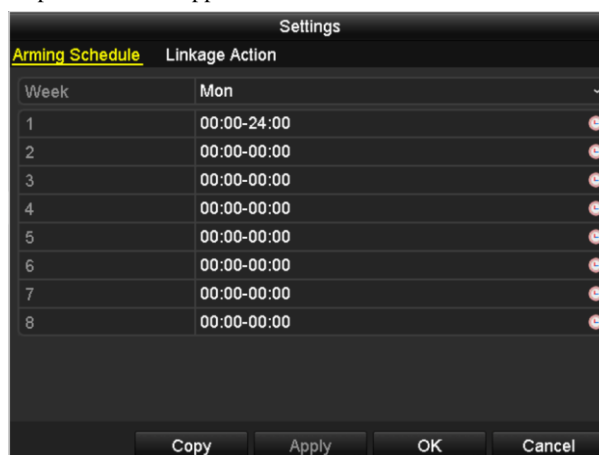 Settings
Arming Schedule Linkage Action
Week Mon
1 00:00-24:00
2 00:00-00:00
3 00:00-00:00
4 00:00-00:00
5 00:00-00:00
6 00:00-00:00
7 00:00-00:00
8 00:00-00:00
Copy Apply OK Cancel